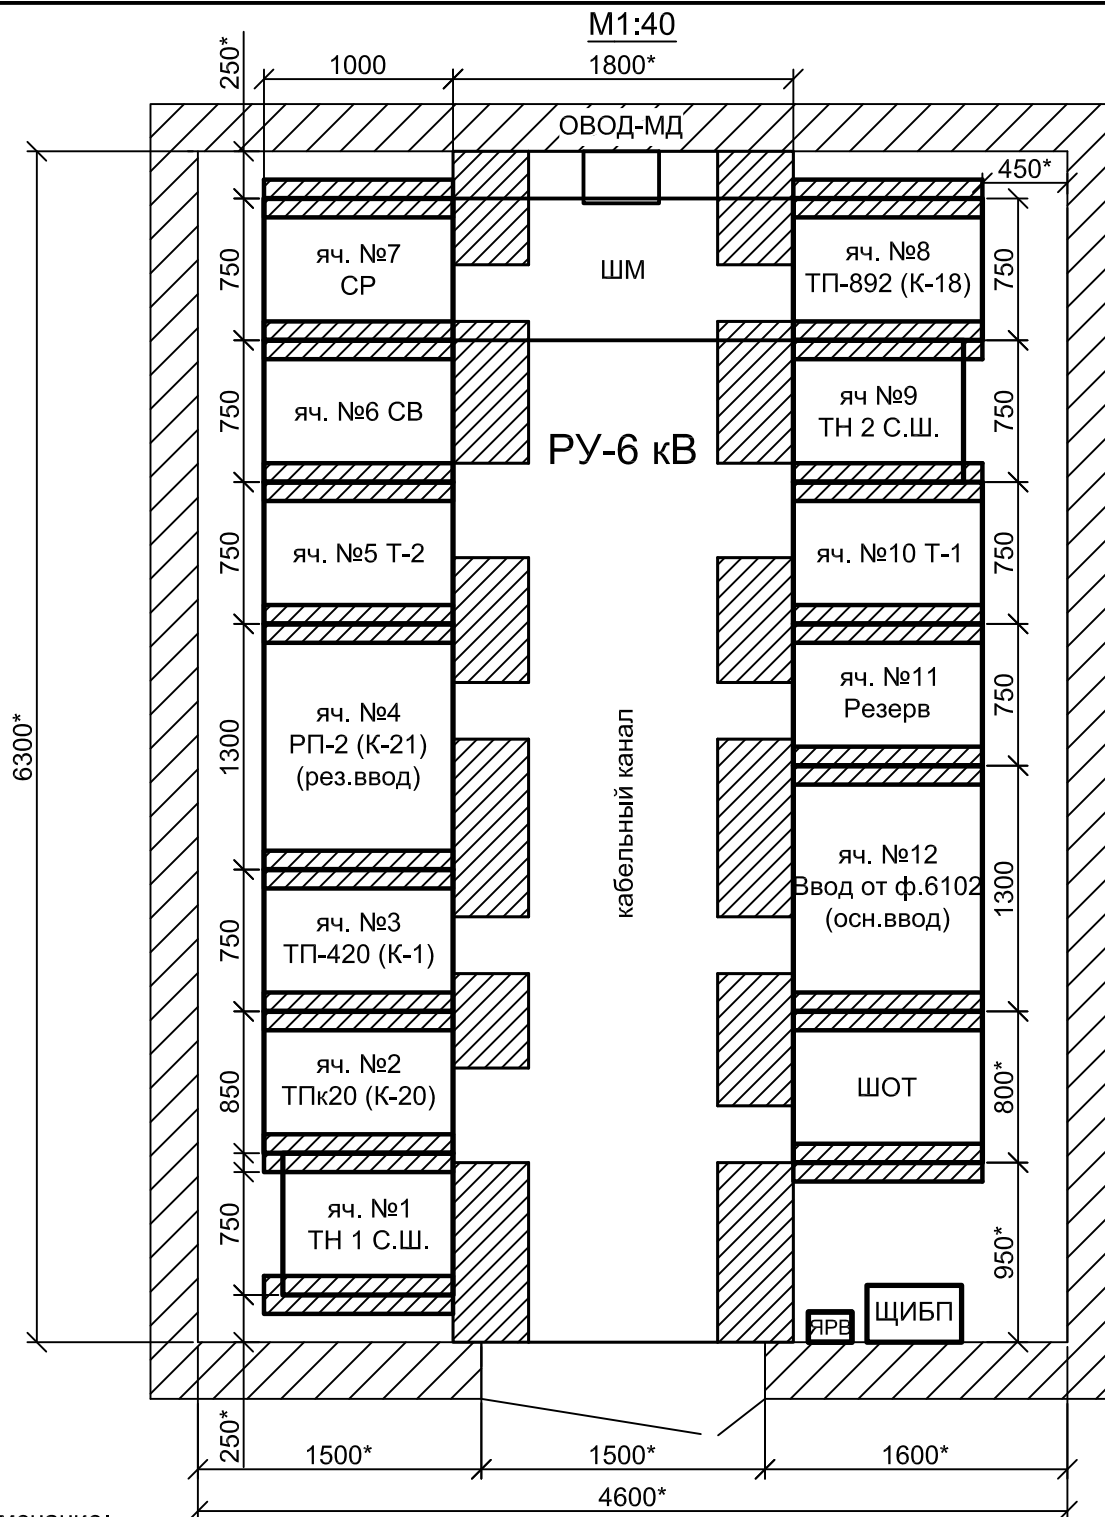 М1:40
250*
1000
1800*
ОВОД-МД
450*
750
яч. №7
СР
ШМ
яч. №8
ТП-892 (К-18)
750
750
яч. №6 СВ
РУ-6 кВ
яч №9
ТН 2 С.Ш.
750
750
яч. №5 Т-2
яч. №10 Т-1
750
6300*
1300
яч. №4
РП-2 (К-21)
(рез.ввод)
кабельный канал
яч. №11
Резерв
750
яч. №12
Ввод от ф.6102
(осн.ввод)
1300
750
яч. №3
ТП-420 (К-1)
850
яч. №2
ТПк20 (К-20)
ШОТ
800*
750
яч. №1
ТН 1 С.Ш.
950*
ЯРВ
ЩИБП
250*
1500*
1500*
1600*
4600*